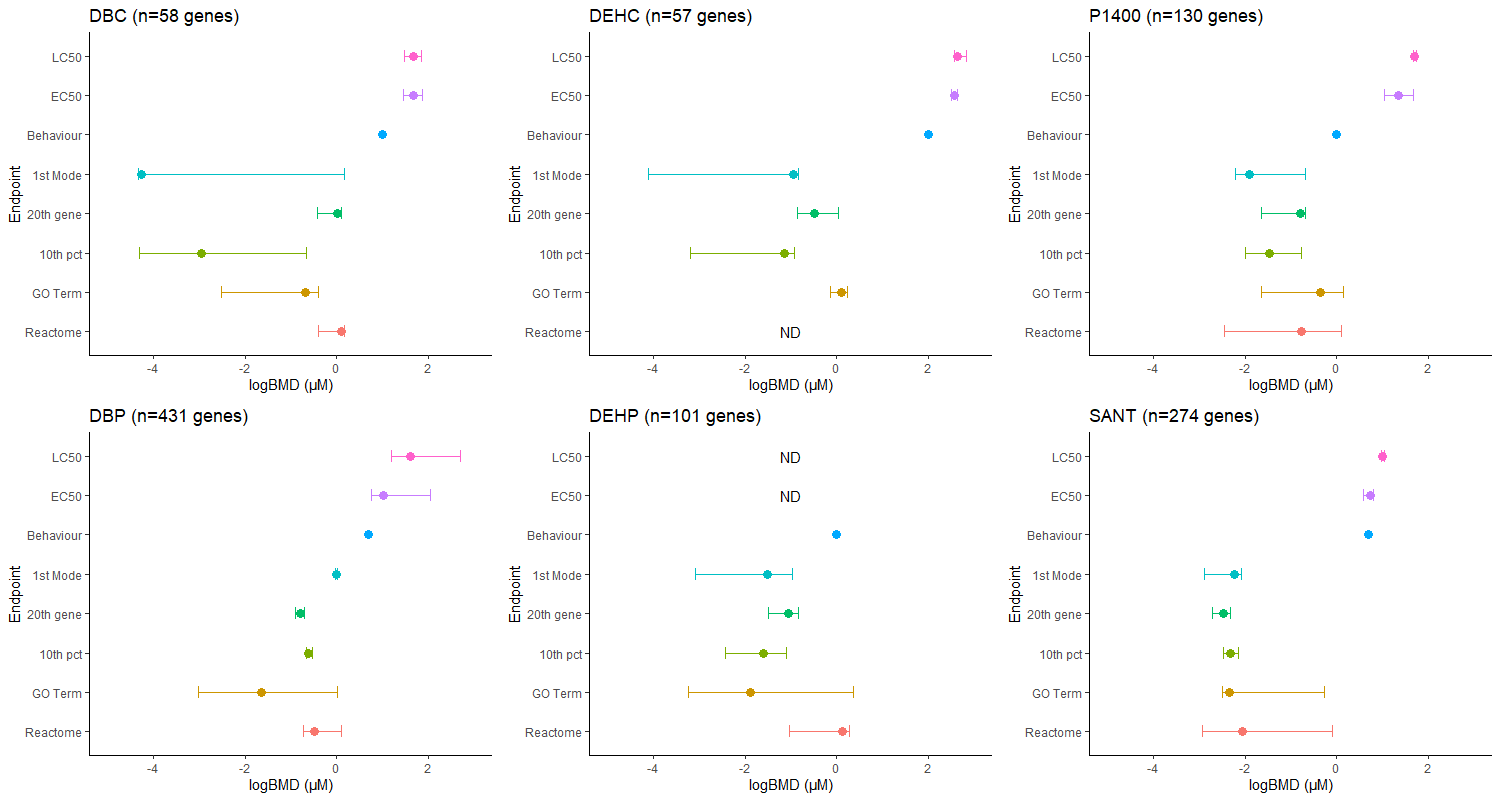 DBC (n=58 genes)
Endpoint
LC50
EC50
Behaviour
1st Mode
20th gene
10th pct
GO Term
Reactome
-4 -2 0 2
logBMD (µM)
DEHC (n=57 genes)
Endpoint
LC50
EC50
Behaviour
1st Mode
20th gene
10th pct
GO Term
Reactome
ND
-4 -2 0 2
logBMD (µM)
P1400 (n=130 genes)
Endpoint
LC50
EC50
Behaviour
1st Mode
20th gene
10th pct
GO Term
Reactome
-4 -2 0 2
logBMD (µM)
DBP (n=431 genes)
Endpoint
LC50
EC50
Behaviour
1st Mode
20th gene
10th pct
GO Term
Reactome
-4 -2 0 2
logBMD (µM)
DEHP (n=101 genes)
Endpoint
LC50
ND
EC50
ND
Behaviour
1st Mode
20th gene
10th pct
GO Term
Reactome
-4 -2 0 2
logBMD (µM)
SANT (n=274 genes)
Endpoint
LC50
EC50
Behaviour
1st Mode
20th gene
10th pct
GO Term
Reactome
-4 -2 0 2
logBMD (µM)